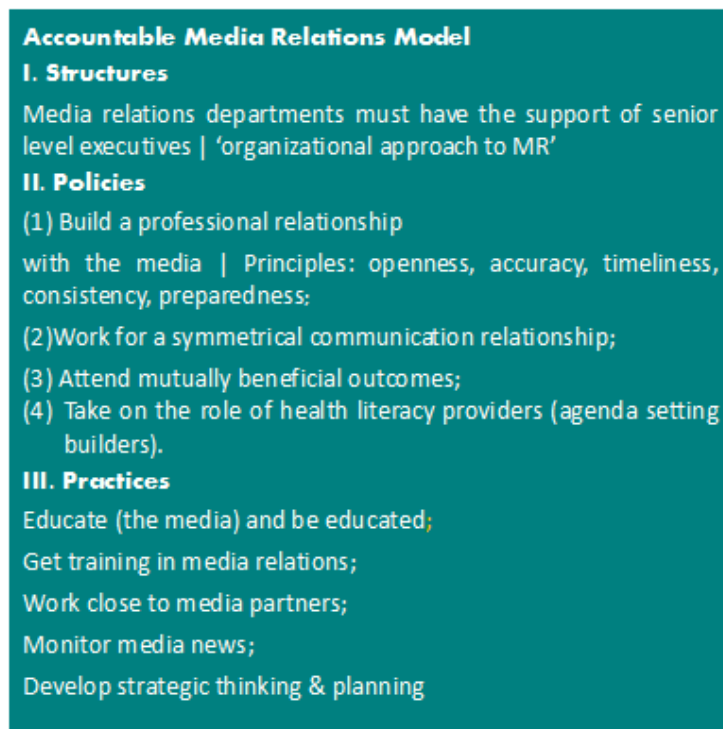 Accountable Media Relations Model
I. Structures
Media relations departments must have the support of senior
level executives | ‘organizational approach to MR’
II. Policies
(1) Build a professional relationship
with the media | Principles: openness, accuracy, timeliness,
consistency, preparedness;
(2)Work for a symmetrical communication relationship;
(3) Attend mutually beneficial outcomes;
(4) Take on the role of health literacy providers (agenda setting
builders).
III. Practices
Educate (the media) and be educated;
Get training in media relations;
Work close to media partners;
Monitor media news;
Develop strategic thinking & planning